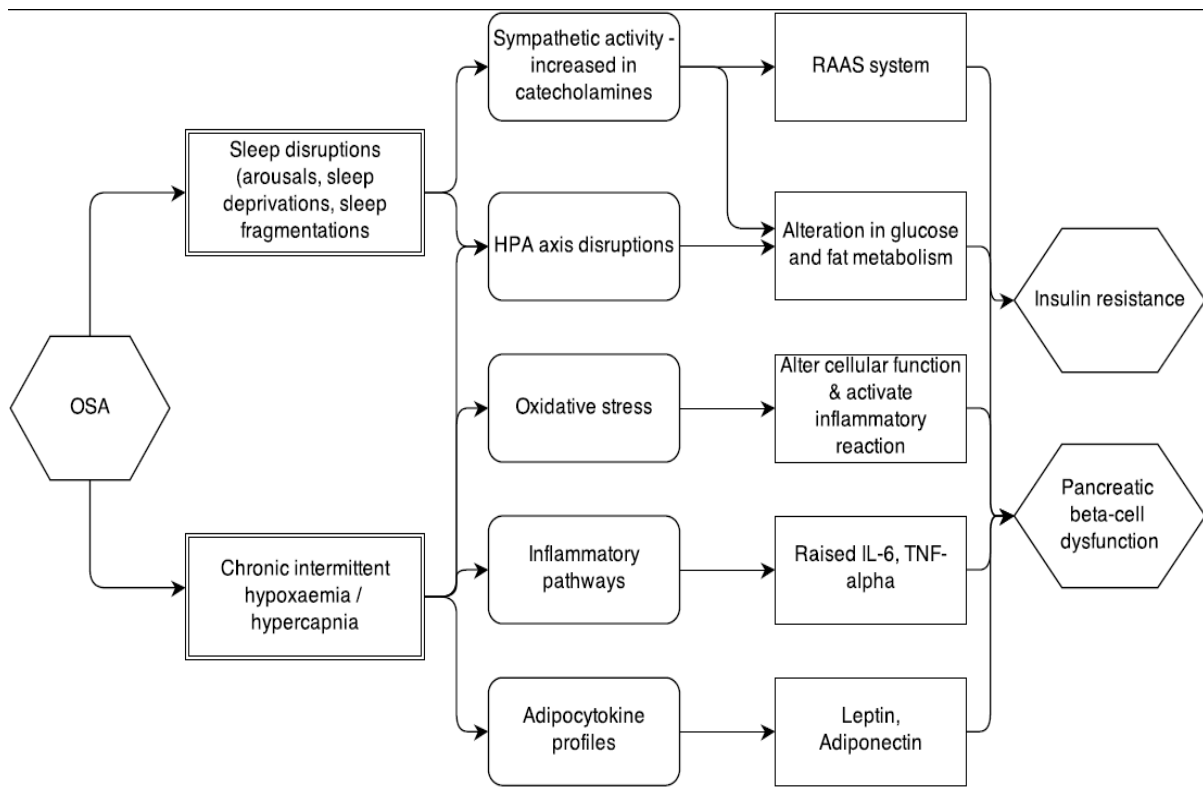 Sympathetic activity -
increased in
catecholamines
RAAS system
Sleep disruptions
(arousals, sleep
deprivations, sleep
fragmentations
HPA axis disruptions
Alteration in glucose
and fat metabolism
Insulin resistance
OSA
Oxidative stress
Alter cellular function
& activate
inflammatory
reaction
Pancreatic
beta-cell
dysfunction
Chronic intermittent
hypoxaemia /
hypercapnia
Inflammatory
pathways
Raised IL-6, TNF-
alpha
Adipocytokine
profiles
Leptin,
Adiponectin